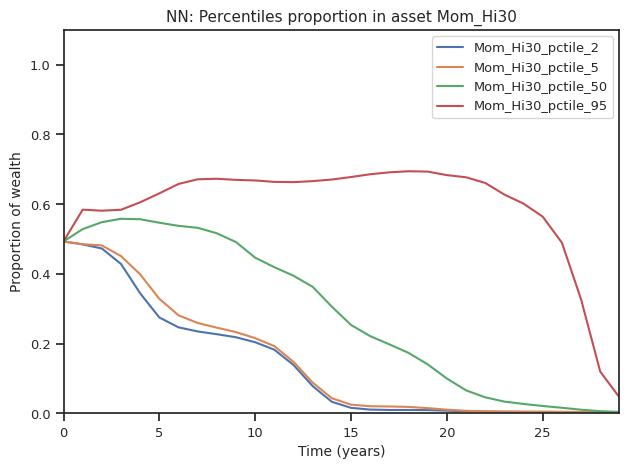 NN: Percentiles proportion in asset Mom_Hi30
Mom_Hi30_pctile_2
Mom_Hi30_pctile_5
Mom_Hi30_pctile_50
Mom_Hi30_pctile_95
Proportion of wealth
1.0
0.8
0.6
0.4
0.2
0.0
0 5 10 15 20 25
Time (years)